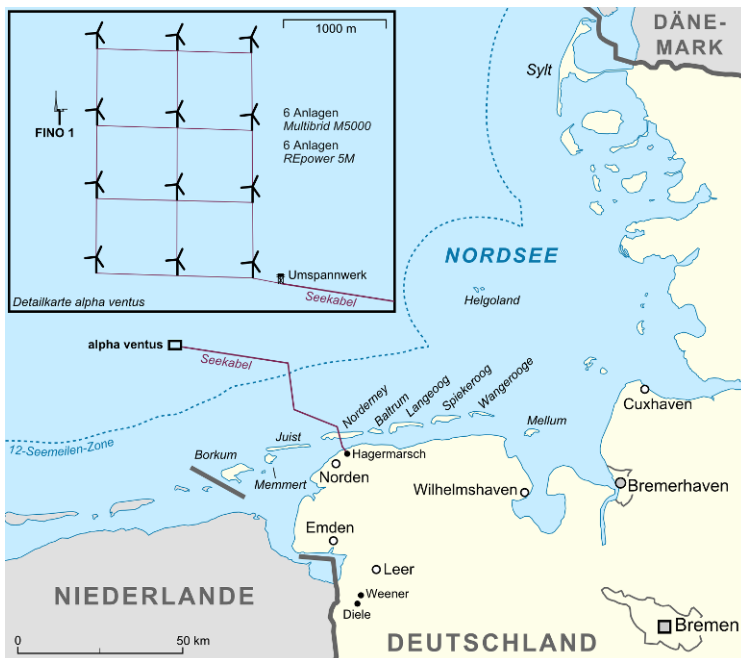 1000 m
FINO 1
6 Anlagen
Multibrid M5000
6 Anlagen
REpower 5M
Umspannwerk
Seekabel
Detailkarte alpha ventus
DÄNE-
MARK
Sylt
NORDSEE
Helgoland
alpha ventus
Seekabel
12-Seemeilen-Zone
Borkum
Juist
Memmert
Norderney
Baltrum
Langeoog
Spiekeroog
Wangerooge
Mellum
Cuxhaven
Hagermarsch
Norden
Wilhelmshaven
Bremerhaven
Emden
Leer
Weener
Diele
NIEDERLANDE
DEUTSCHLAND
Bremen
0 50 km